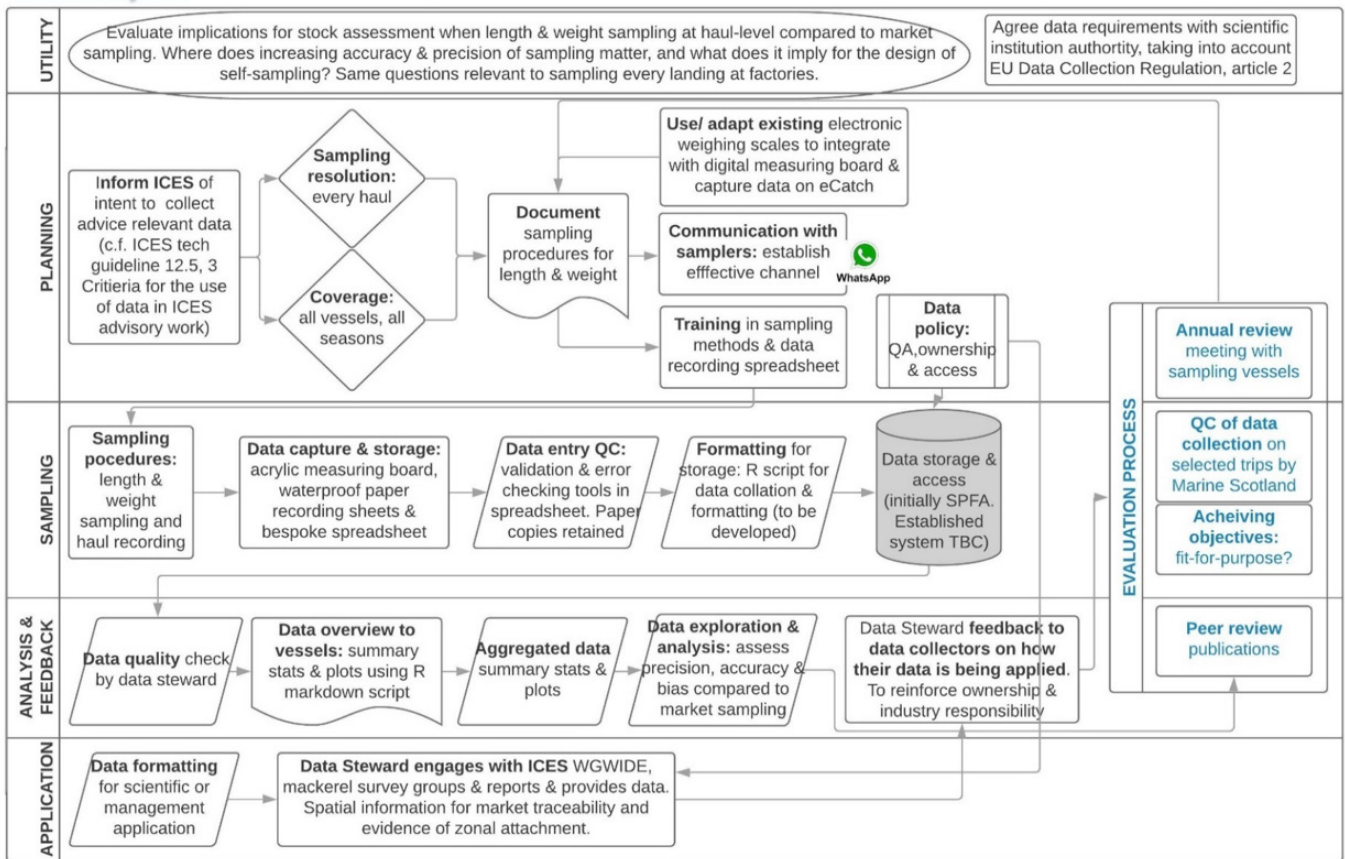 UTILITY
Evaluate implications for stock assessment when length & weight sampling at haul-level compared to market
sampling. Where does increasing accuracy & precision of sampling matter, and what does it imply for the design of
self-sampling? Same questions relevant to sampling every landing at factories.
Agree data requirements with scientific
institution authortity, taking into account
EU Data Collection Regulation, article 2
PLANNING
Inform ICES of
intent to collect
advice relevant data
(c.f. ICES tech
guideline 12.5, 3
Critieria for the use
of data in ICES
advisory work)
Sampling
resolution:
every haul
Coverage:
all vessels, all
seasons
Document
sampling
procedures for
length & weight
Use/ adapt existing electronic
weighing scales to integrate
with digital measuring board &
capture data on eCatch
Communication with
samplers: establish
efffective channel
WhatsApp
Training in sampling
methods & data
recording spreadsheet
Data
policy:
QA,ownership
& access
SAMPLING
Sampling
pocedures:
length &
weight
sampling and
haul recording
Data capture & storage:
acrylic measuring board,
waterproof paper
recording sheets &
bespoke spreadsheet
Data entry QC:
validation & error
checking tools in
spreadsheet. Paper
copies retained
Formatting for
storage: R script for
data collation &
formatting (to be
developed)
Data storage &
access
(initially SPFA.
Established
system TBC)
EVALUATION PROCESS
Annual review
meeting with
sampling vessels
QC of data
collection on
selected trips by
Marine Scotland
Acheiving
objectives:
fit-for-purpose?
Peer review
publications
ANALYSIS &
FEEDBACK
Data quality check
by data steward
Data overview to
vessels: summary
stats & plots using R
markdown script
Aggregated data
summary stats &
plots
Data exploration &
analysis: assess
precision, accuracy &
bias compared to
market sampling
Data Steward feedback to
data collectors on how
their data is being applied.
To reinforce ownership &
industry responsibility
APPLICATION
Data formatting
for scientific or
management
application
Data Steward engages with ICES WGWIDE,
mackerel survey groups & reports & provides data.
Spatial information for market traceability and
evidence of zonal attachment.